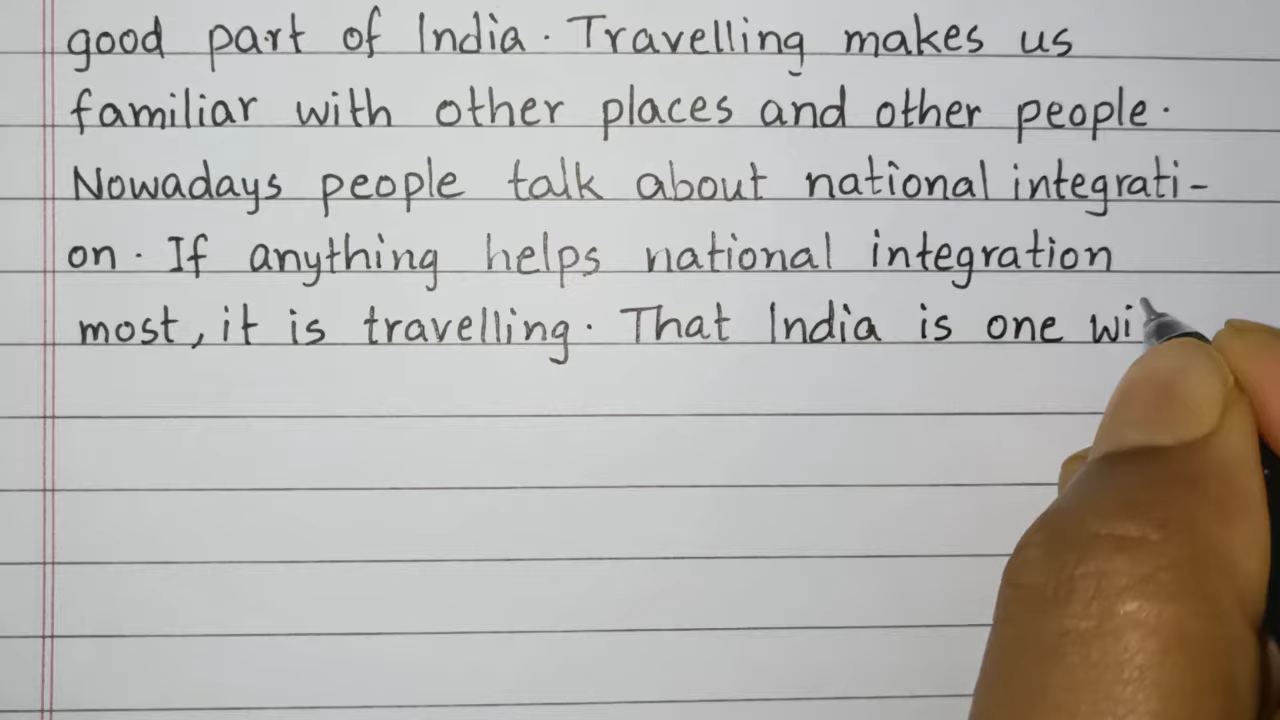 good part of India. Travelling makes us
familiar with other places and other people.
Nowadays people talk about national integrati-
on. If anything helps national integration
most, it is travelling. That India is one wi